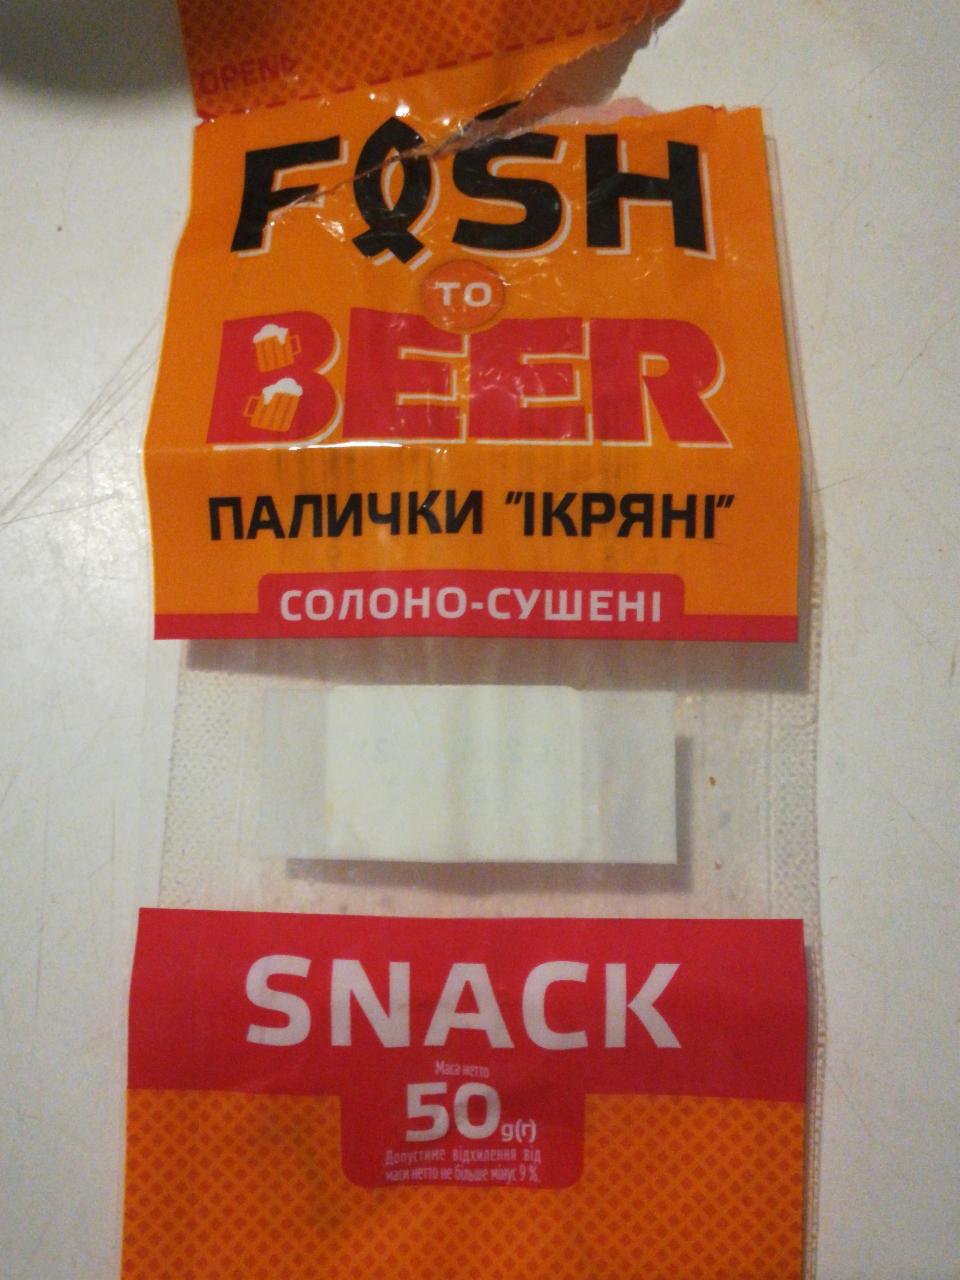 OPEN
FISH
TO
BEER
ПАЛИЧКИ "ІКРЯНІ"
СОЛОНО-СУШЕНІ
SNACK
Маса нетто
50 g(г)
Допустиме відхилення від
маси нетто не більше мінус 9 %.